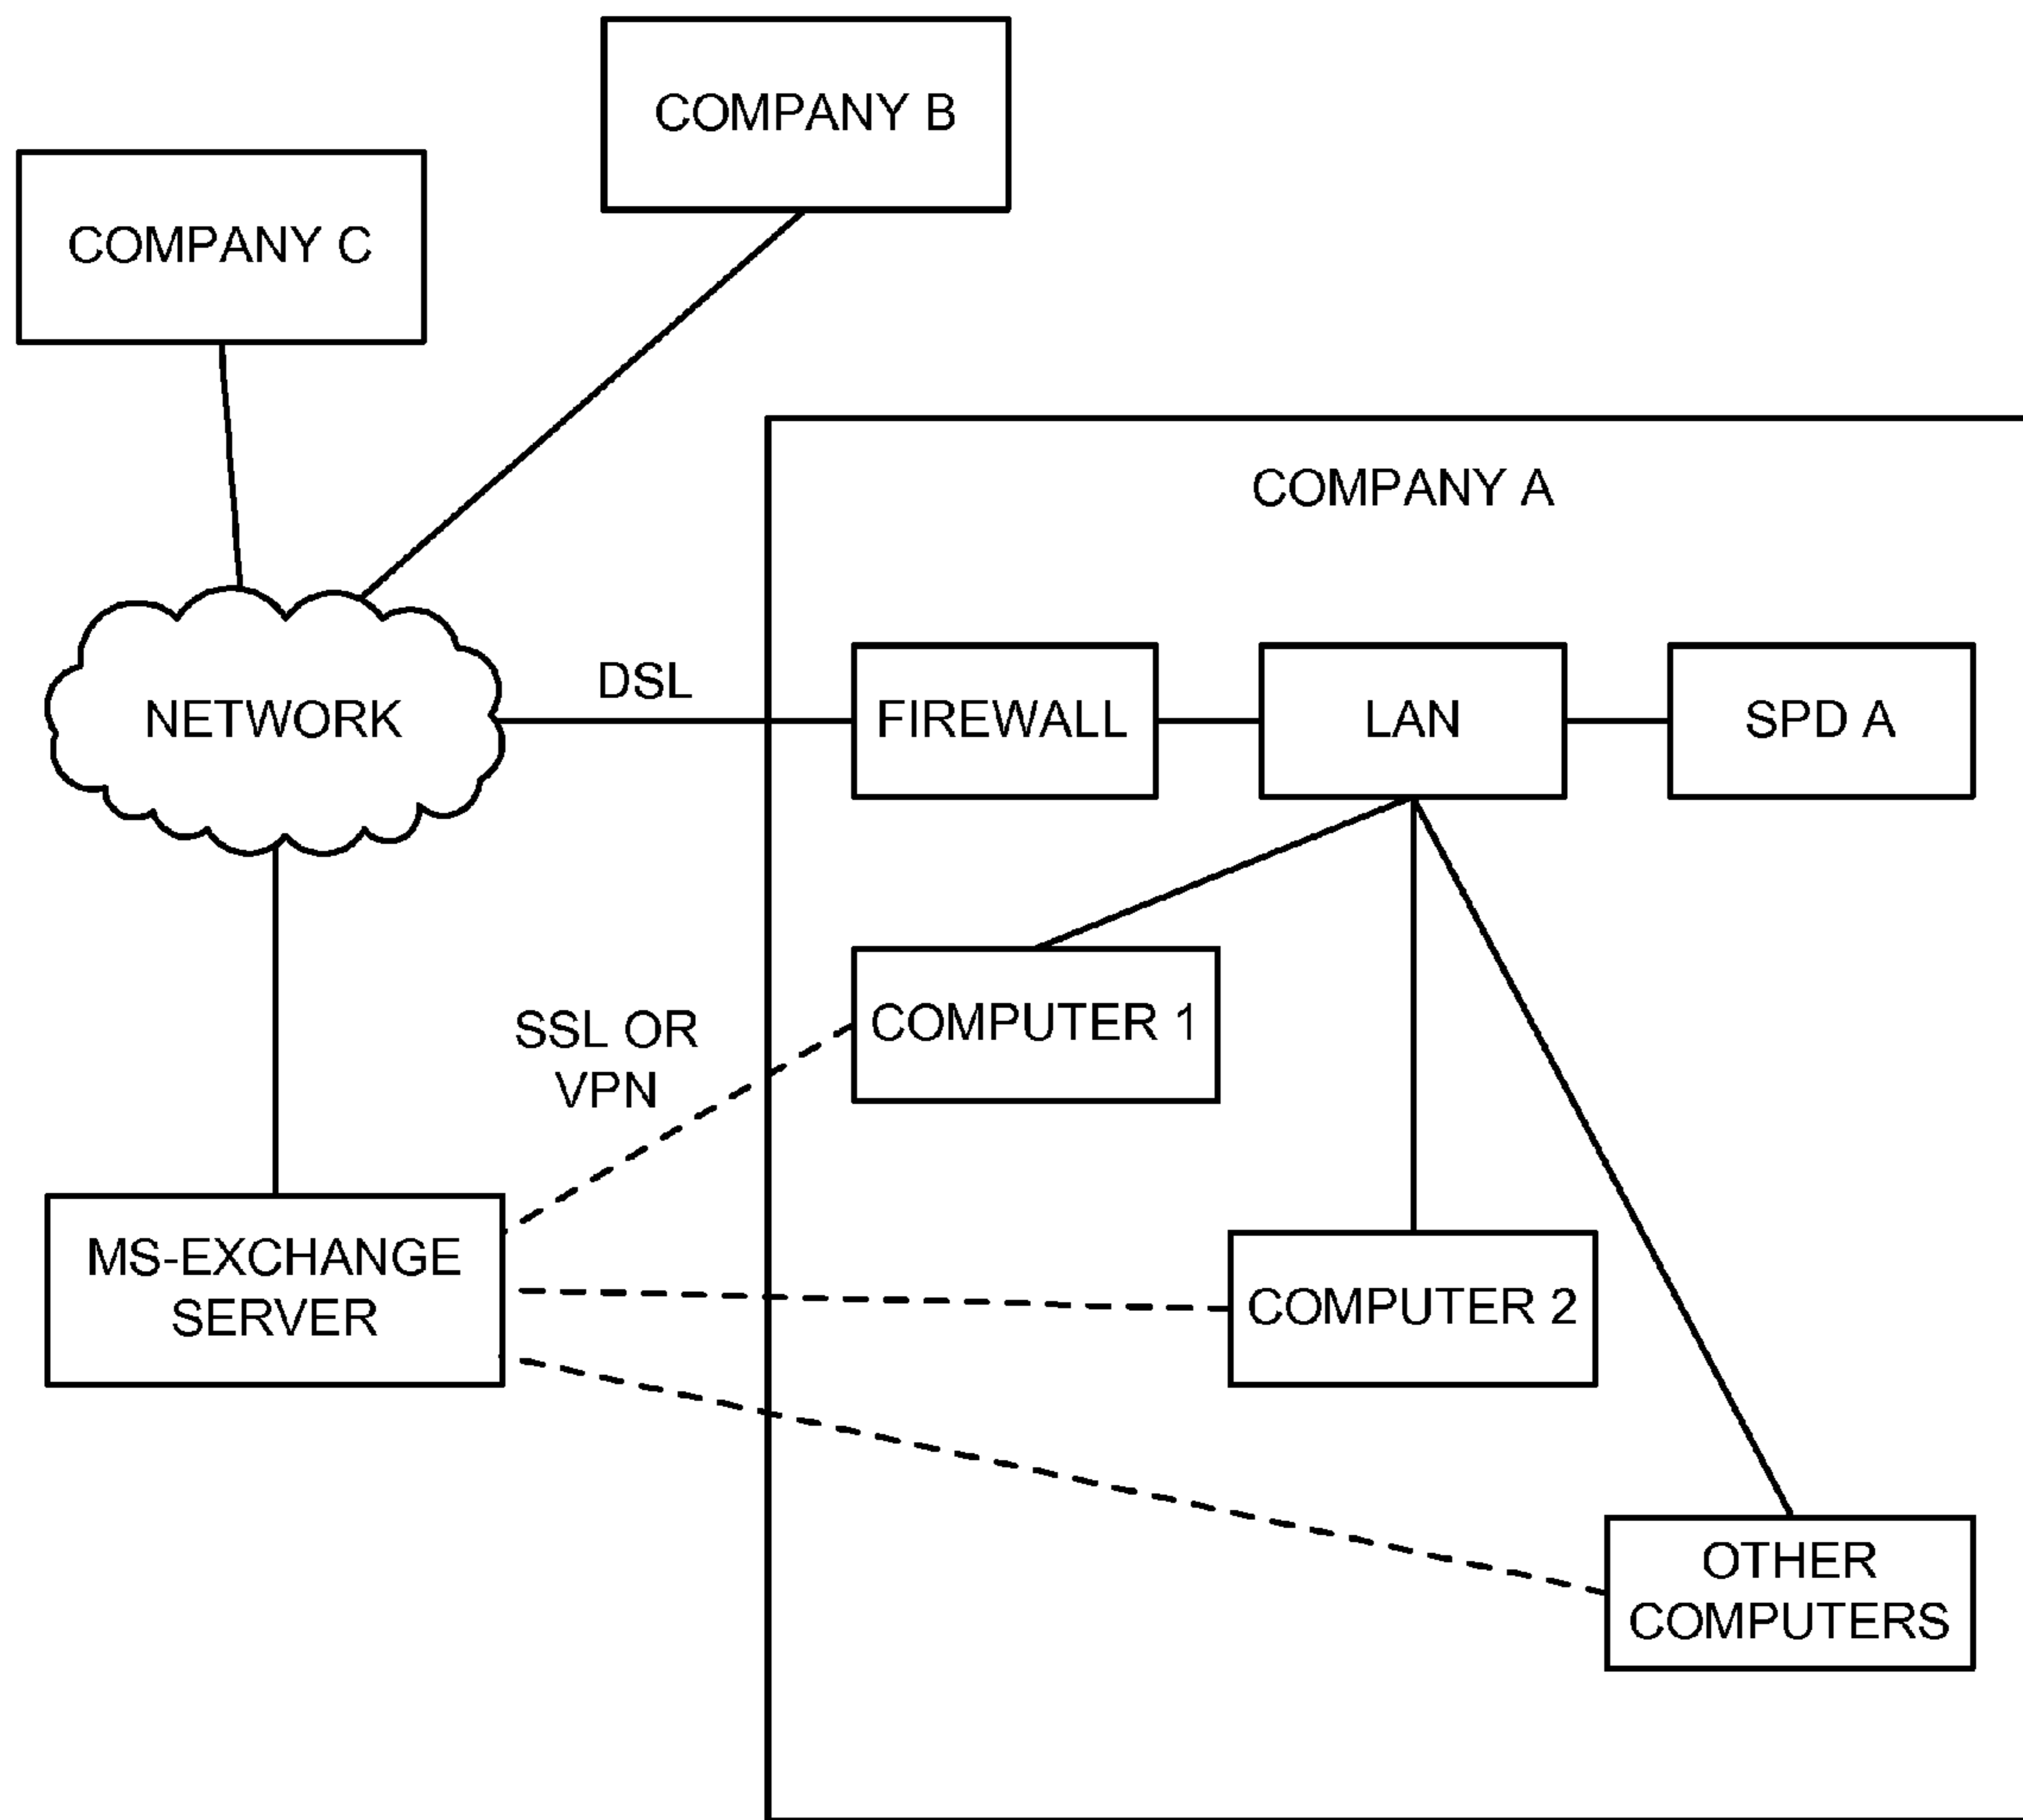 COMPANY B
COMPANY C
COMPANY A
DSL
NETWORK
FIREWALL
LAN
SPD A
SSL OR
VPN
COMPUTER 1
MS-EXCHANGE
SERVER
COMPUTER 2
OTHER
COMPUTERS